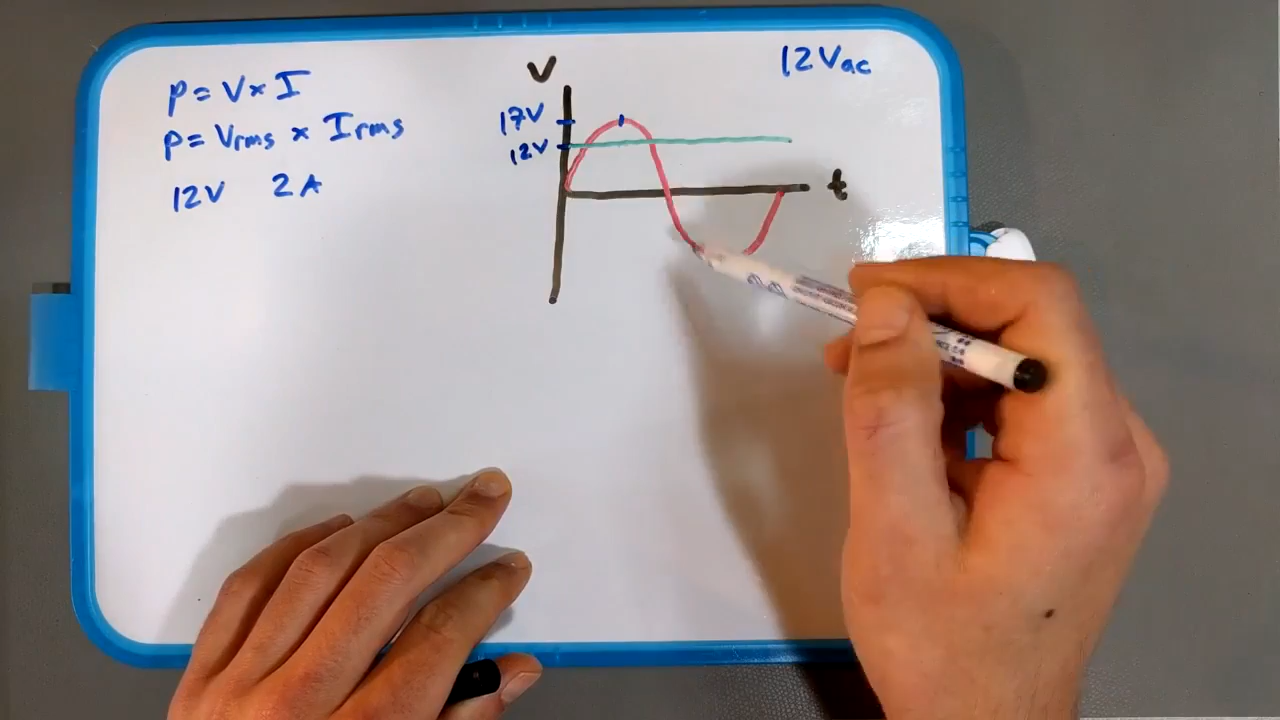 P = V × I
P = Vrms × Irms
12V 2A
V
17V
12V
t
12Vac